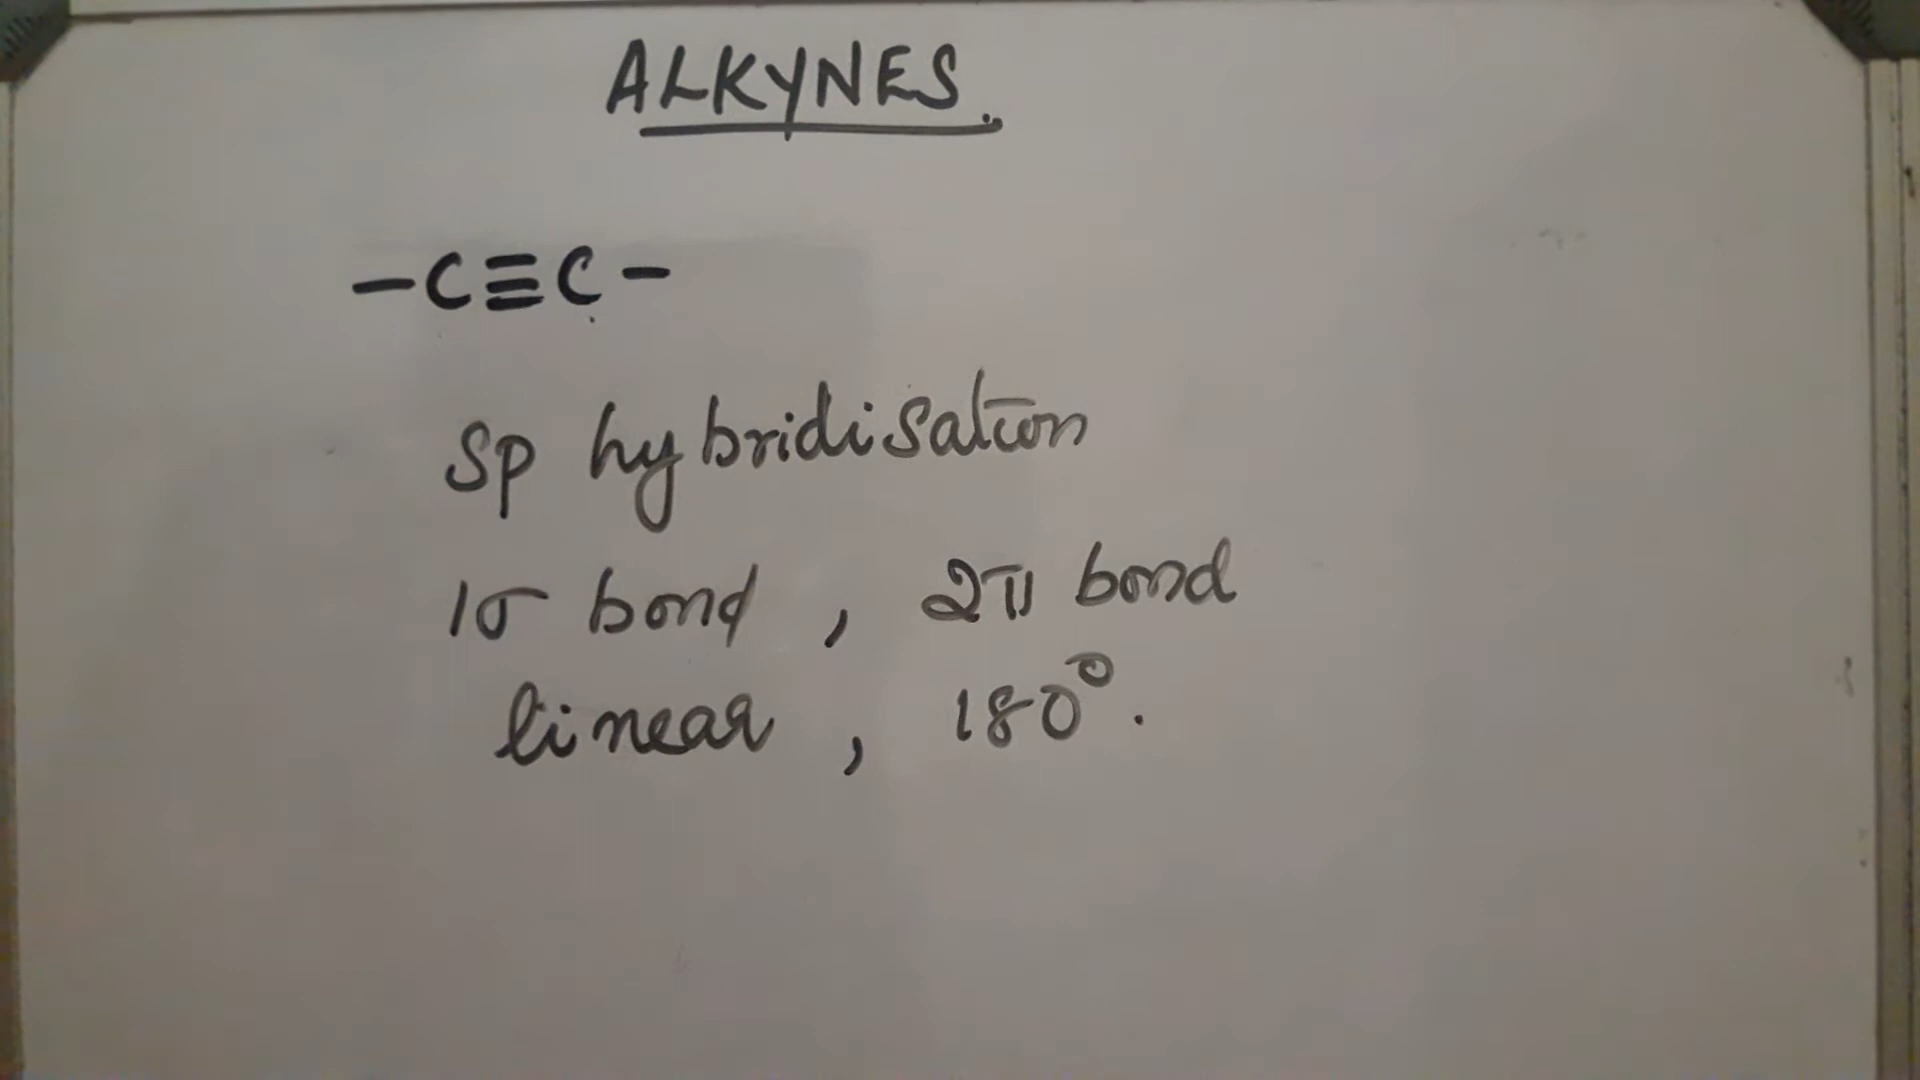 ALKYNES.
-C≡C-
Sp hybridisation
1σ bond, 2π bond
linear, 180°.